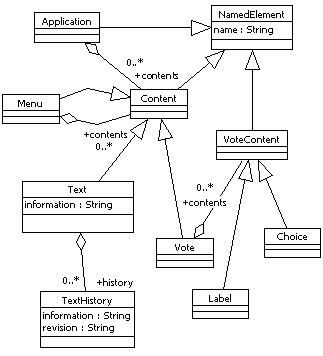 Application
NamedElement
name : String
0..*
+contents
Menu
Content
+contents
0..*
VoteContent
Text
information : String
0..*
+contents
Vote
Choice
0..*
+history
TextHistory
information : String
revision : String
Label